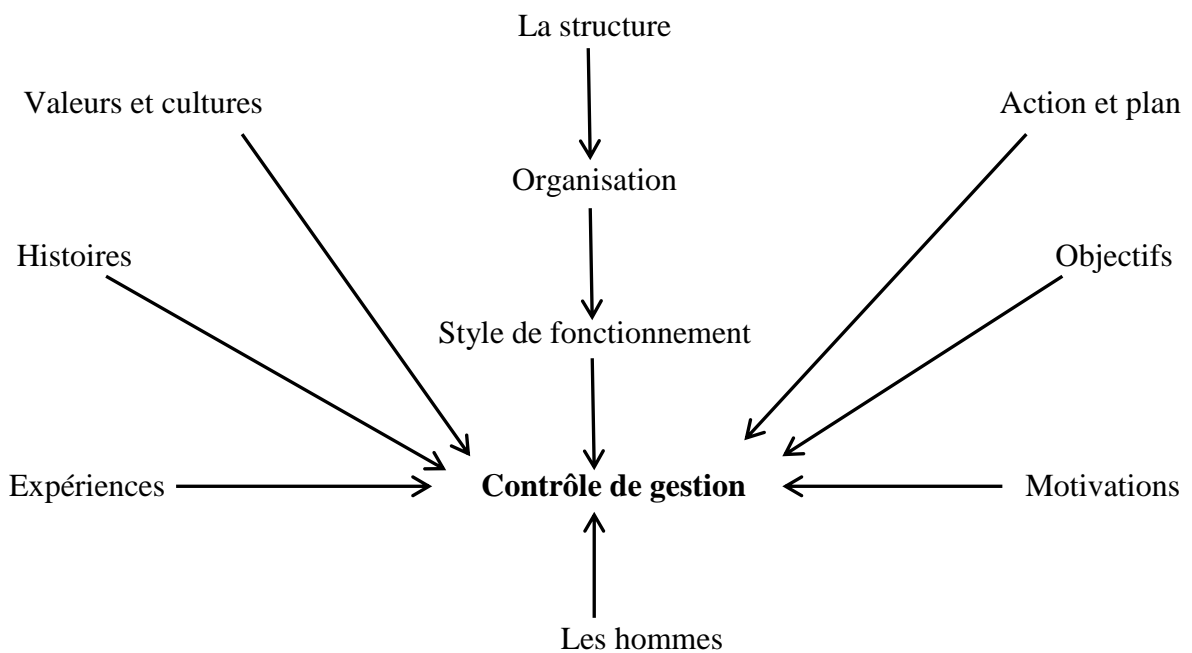 La structure
Valeurs et cultures
Action et plan
Organisation
Histoires
Objectifs
Style de fonctionnement
Expériences
Contrôle de gestion
Motivations
Les hommes